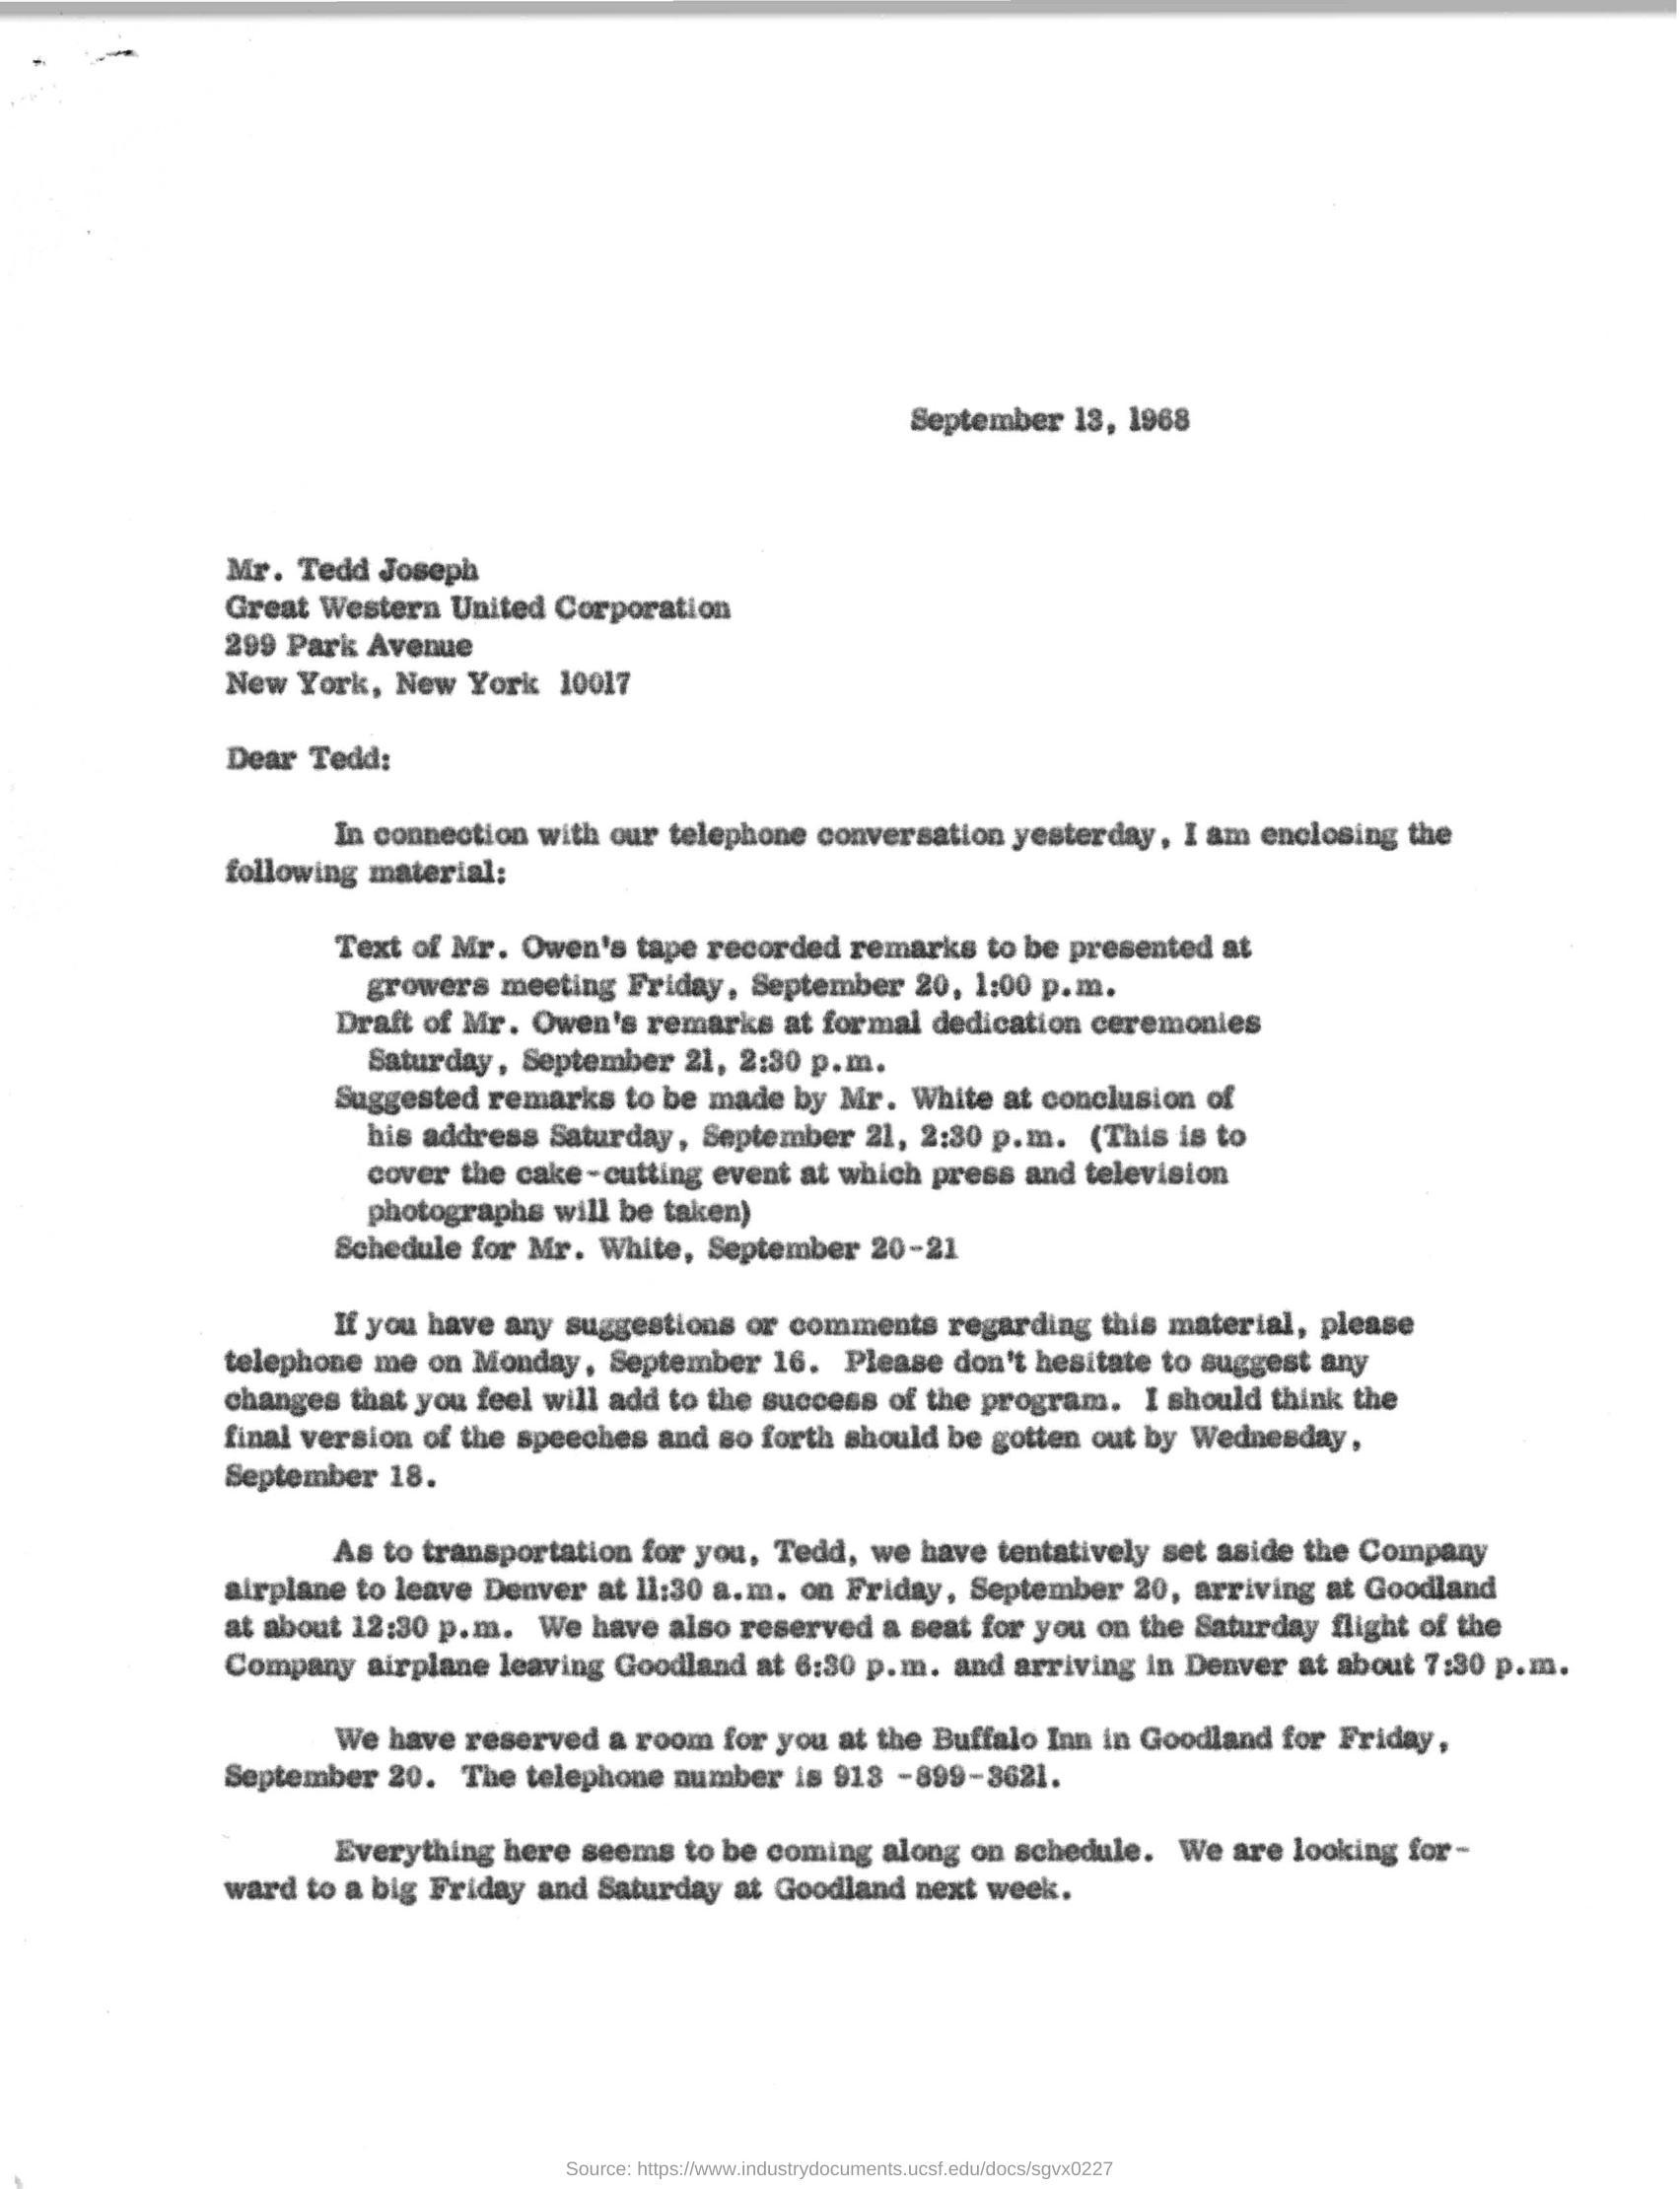 September 13, 1968
Mr. Tedd Joseph
Great Western United Corporation
299 Park Avenue
New York, New York 10017
Dear Tedd:
In connection with our telephone conversation yesterday, I am enclosing the
following material:
Text of Mr. Owen's tape recorded remarks to be presented at
growers meeting Friday, September 20, 1:00 p.m.
Draft of Mr. Owen's remarks at formal dedication ceremonies
Saturday, September 21, 2:30 p.m.
Suggested remarks to be made by Mr. White at conclusion of
his address Saturday, September 21, 2:30 p.m. (This is to
cover the cake-cutting event at which press and television
photographs will be taken)
Schedule for Mr. White, September 20-21
If you have any suggestions or comments regarding this material, please
telephone me on Monday, September 16. Please don't hesitate to suggest any
changes that you feel will add to the success of the program. I should think the
final version of the speeches and so forth should be gotten out by Wednesday,
September 18.
As to transportation for you, Tedd, we have tentatively set aside the Company
airplane to leave Denver at 11:30 a.m. on Friday, September 20, arriving at Goodland
at about 12:30 p.m. We have also reserved a seat for you on the Saturday flight of the
Company airplane leaving Goodland at 6:30 p.m. and arriving in Denver at about 7:30 p.m.
We have reserved a room for you at the Buffalo Inn in Goodland for Friday,
September 20. The telephone number is 913 -899-3621.
Everything here seems to be coming along on schedule. We are looking for-
ward to a big Friday and Saturday at Goodland next week.
Source: https://www.industrydocuments.ucsf.edu/docs/sgvx0227